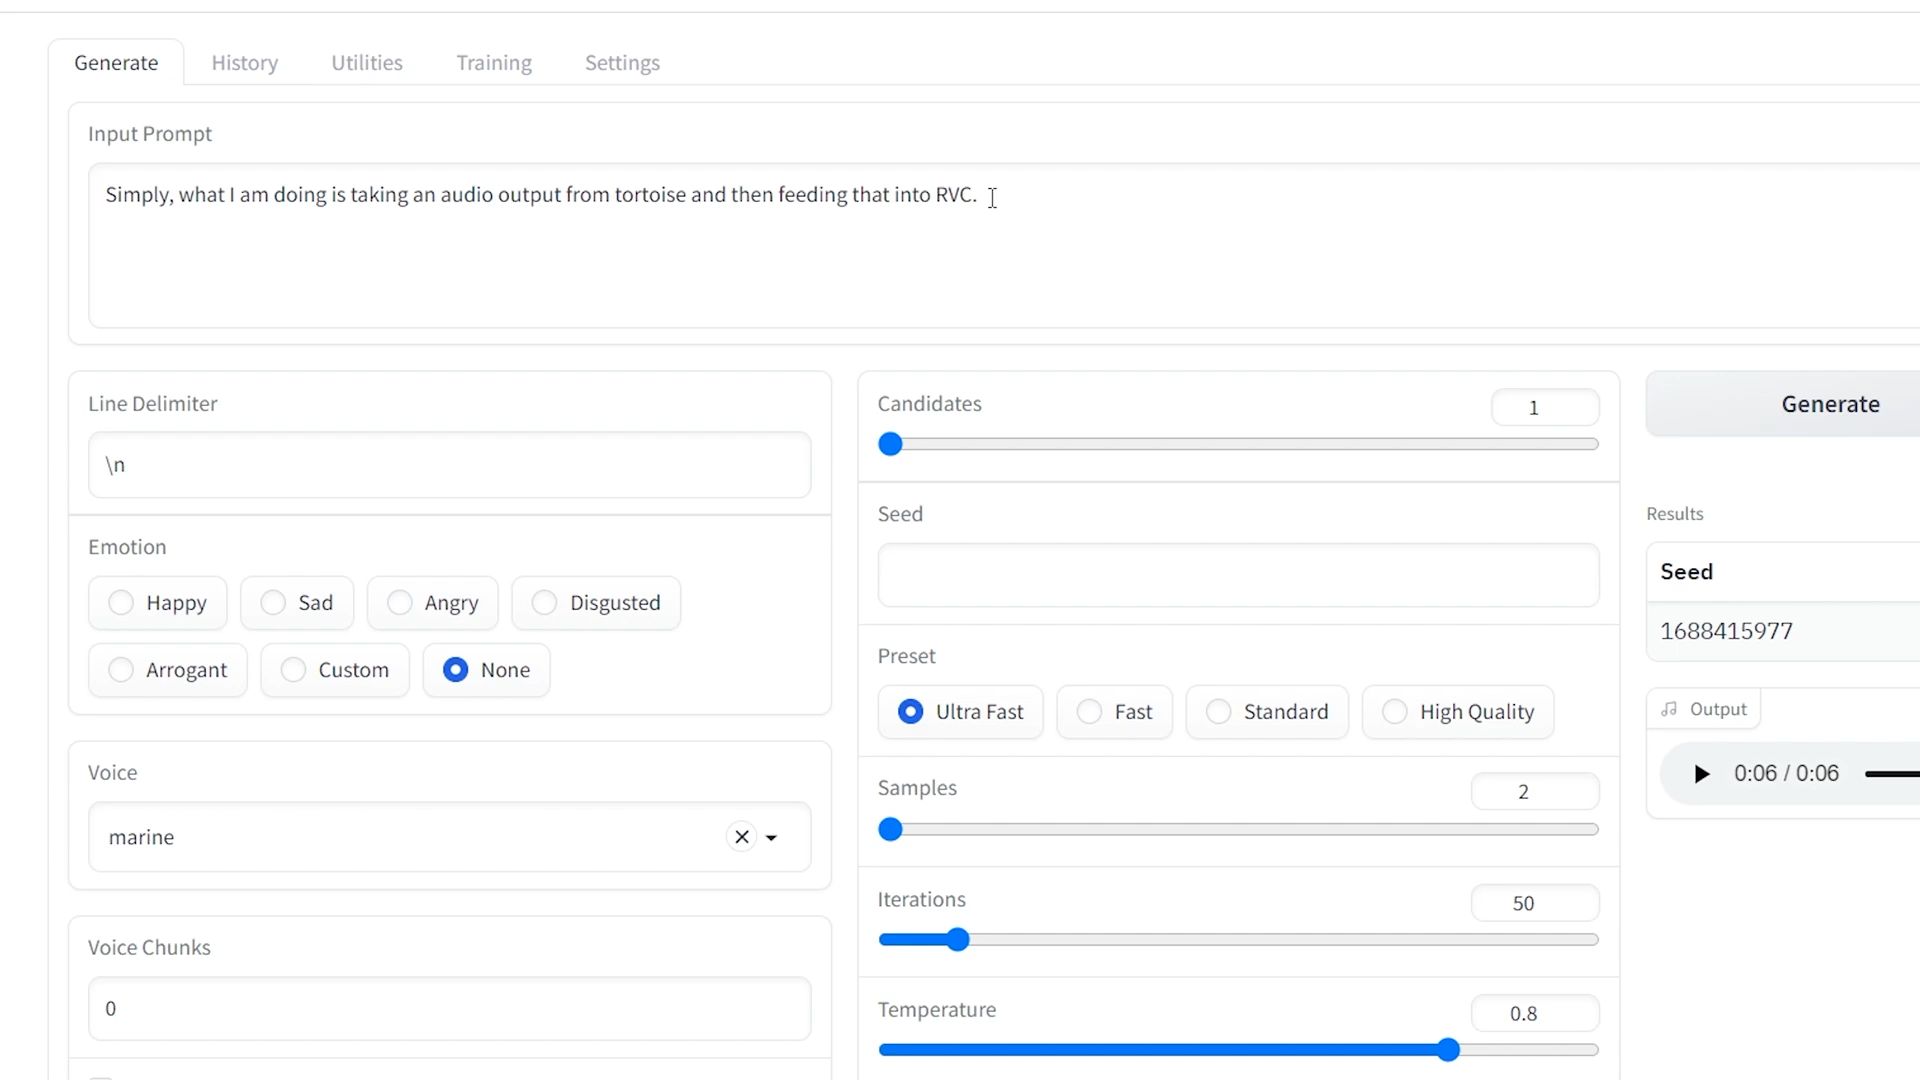 Generate History Utilities Training Settings
Input Prompt
Simply, what I am doing is taking an audio output from tortoise and then feeding that into RVC.
Line Delimiter
\n
Emotion
Happy Sad Angry Disgusted
Arrogant Custom None
Voice
marine
Voice Chunks
0
Candidates 1
Seed
Preset
Ultra Fast Fast Standard High Quality
Samples 2
Iterations 50
Temperature 0.8
Generate
Results
Seed
1688415977
Output
0:06 / 0:06